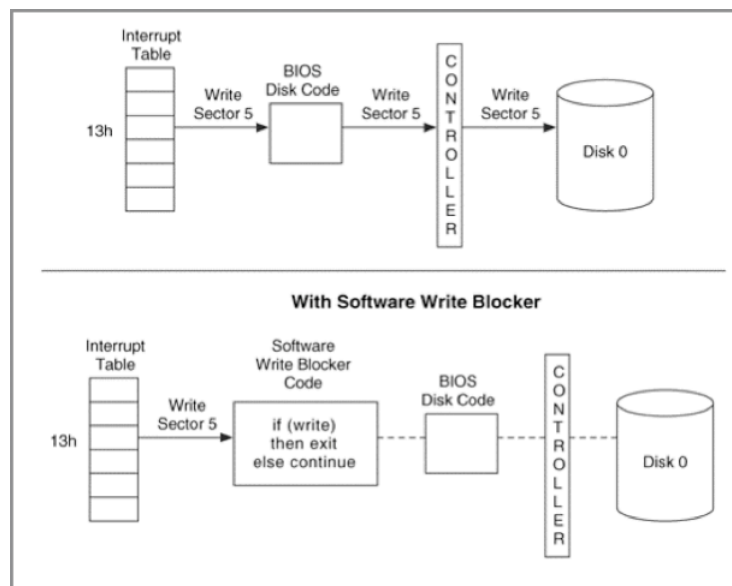 Interrupt
Table
13h
Write
Sector 5
BIOS
Disk Code
Write
Sector 5
C
O
N
T
R
O
L
L
E
R
Write
Sector 5
Disk 0
With Software Write Blocker
Interrupt
Table
13h
Write
Sector 5
Software
Write Blocker
Code
if (write)
then exit
else continue
BIOS
Disk Code
C
O
N
T
R
O
L
L
E
R
Disk 0